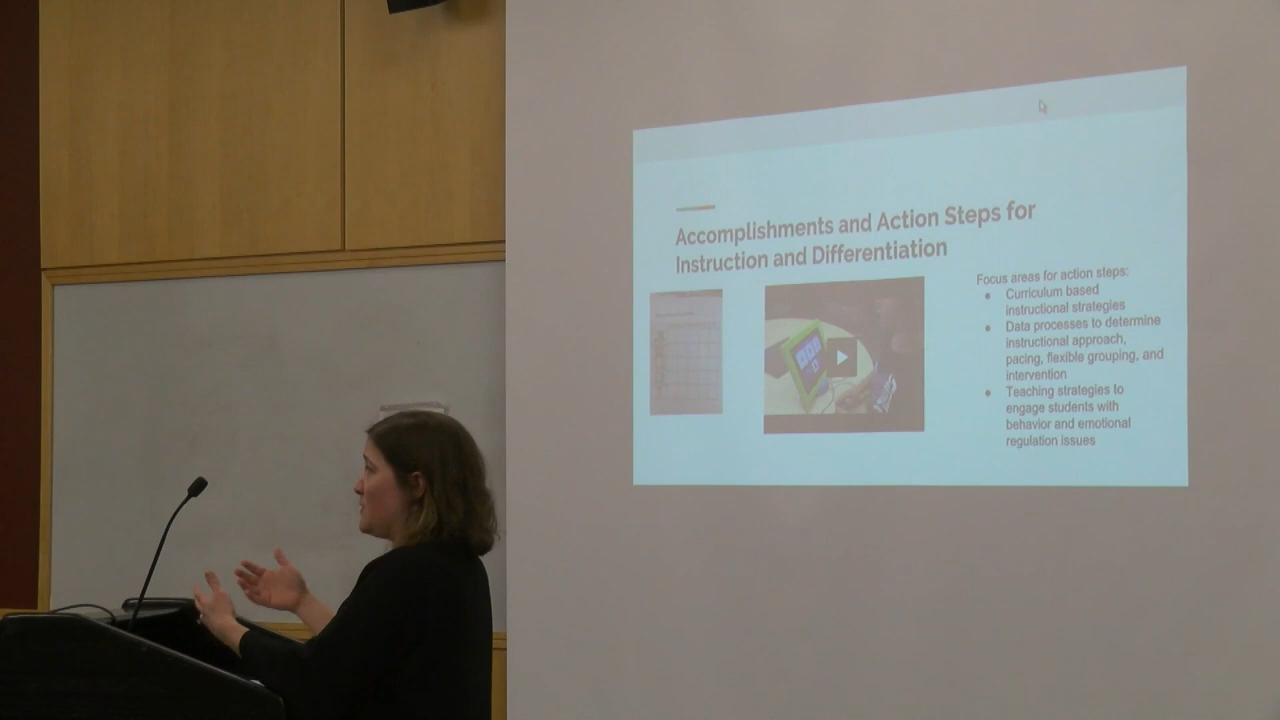 Accomplishments and Action Steps for
Instruction and Differentiation
Focus areas for action steps:
● Curriculum based
instructional strategies
● Data processes to determine
instructional approach,
pacing, flexible grouping, and
intervention
● Teaching strategies to
engage students with
behavior and emotional
regulation issues